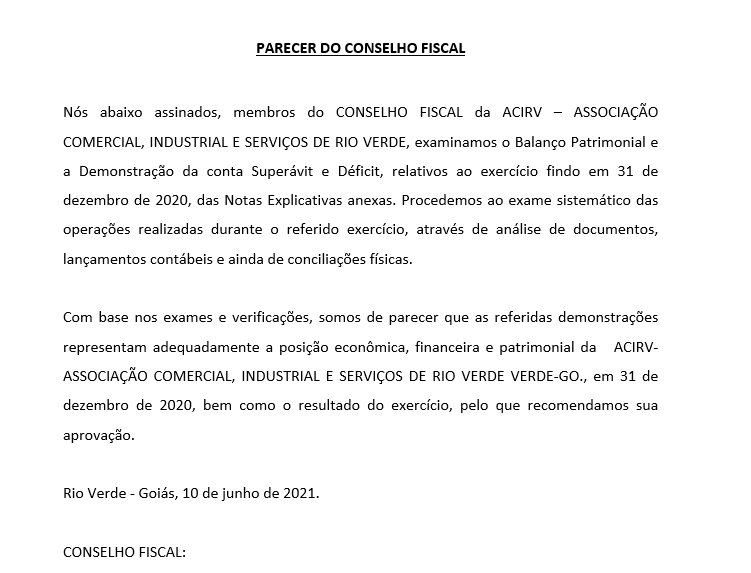 PARECER DO CONSELHO FISCAL
Nós abaixo assinados, membros do CONSELHO FISCAL da ACIRV – ASSOCIAÇÃO
COMERCIAL, INDUSTRIAL E SERVIÇOS DE RIO VERDE, examinamos o Balanço Patrimonial e
a Demonstração da conta Superávit e Déficit, relativos ao exercício findo em 31 de
dezembro de 2020, das Notas Explicativas anexas. Procedemos ao exame sistemático das
operações realizadas durante o referido exercício, através de análise de documentos,
lançamentos contábeis e ainda de conciliações físicas.
Com base nos exames e verificações, somos de parecer que as referidas demonstrações
representam adequadamente a posição econômica, financeira e patrimonial da ACIRV-
ASSOCIAÇÃO COMERCIAL, INDUSTRIAL E SERVIÇOS DE RIO VERDE VERDE-GO., em 31 de
dezembro de 2020, bem como o resultado do exercício, pelo que recomendamos sua
aprovação.
Rio Verde - Goiás, 10 de junho de 2021.
CONSELHO FISCAL: